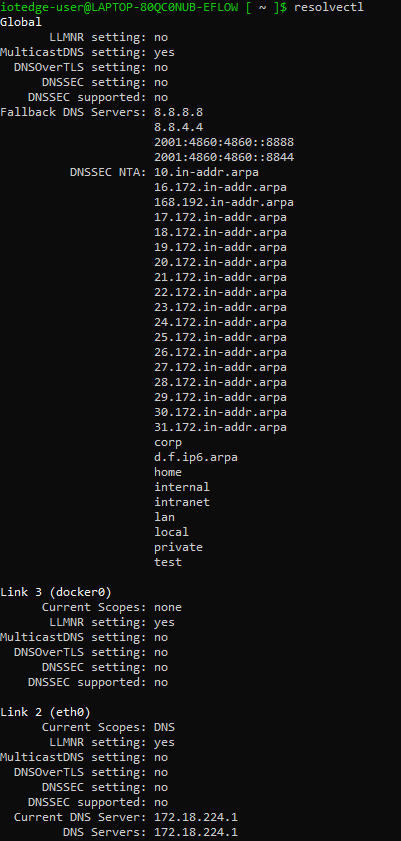 iotedge-user@LAPTOP-80QC0NUB-EFLOW [ ~ ]$ resolvectl
Global
LLMNR setting: no
MulticastDNS setting: yes
DNSOverTLS setting: no
DNSSEC setting: no
DNSSEC supported: no
Fallback DNS Servers: 8.8.8.8
8.8.4.4
2001:4860:4860::8888
2001:4860:4860::8844
DNSSEC NTA: 10.in-addr.arpa
16.172.in-addr.arpa
168.192.in-addr.arpa
17.172.in-addr.arpa
18.172.in-addr.arpa
19.172.in-addr.arpa
20.172.in-addr.arpa
21.172.in-addr.arpa
22.172.in-addr.arpa
23.172.in-addr.arpa
24.172.in-addr.arpa
25.172.in-addr.arpa
26.172.in-addr.arpa
27.172.in-addr.arpa
28.172.in-addr.arpa
29.172.in-addr.arpa
30.172.in-addr.arpa
31.172.in-addr.arpa
corp
d.f.ip6.arpa
home
internal
intranet
lan
local
private
test
Link 3 (docker0)
Current Scopes: none
LLMNR setting: yes
MulticastDNS setting: no
DNSOverTLS setting: no
DNSSEC setting: no
DNSSEC supported: no
Link 2 (eth0)
Current Scopes: DNS
LLMNR setting: yes
MulticastDNS setting: no
DNSOverTLS setting: no
DNSSEC setting: no
DNSSEC supported: no
Current DNS Server: 172.18.224.1
DNS Servers: 172.18.224.1